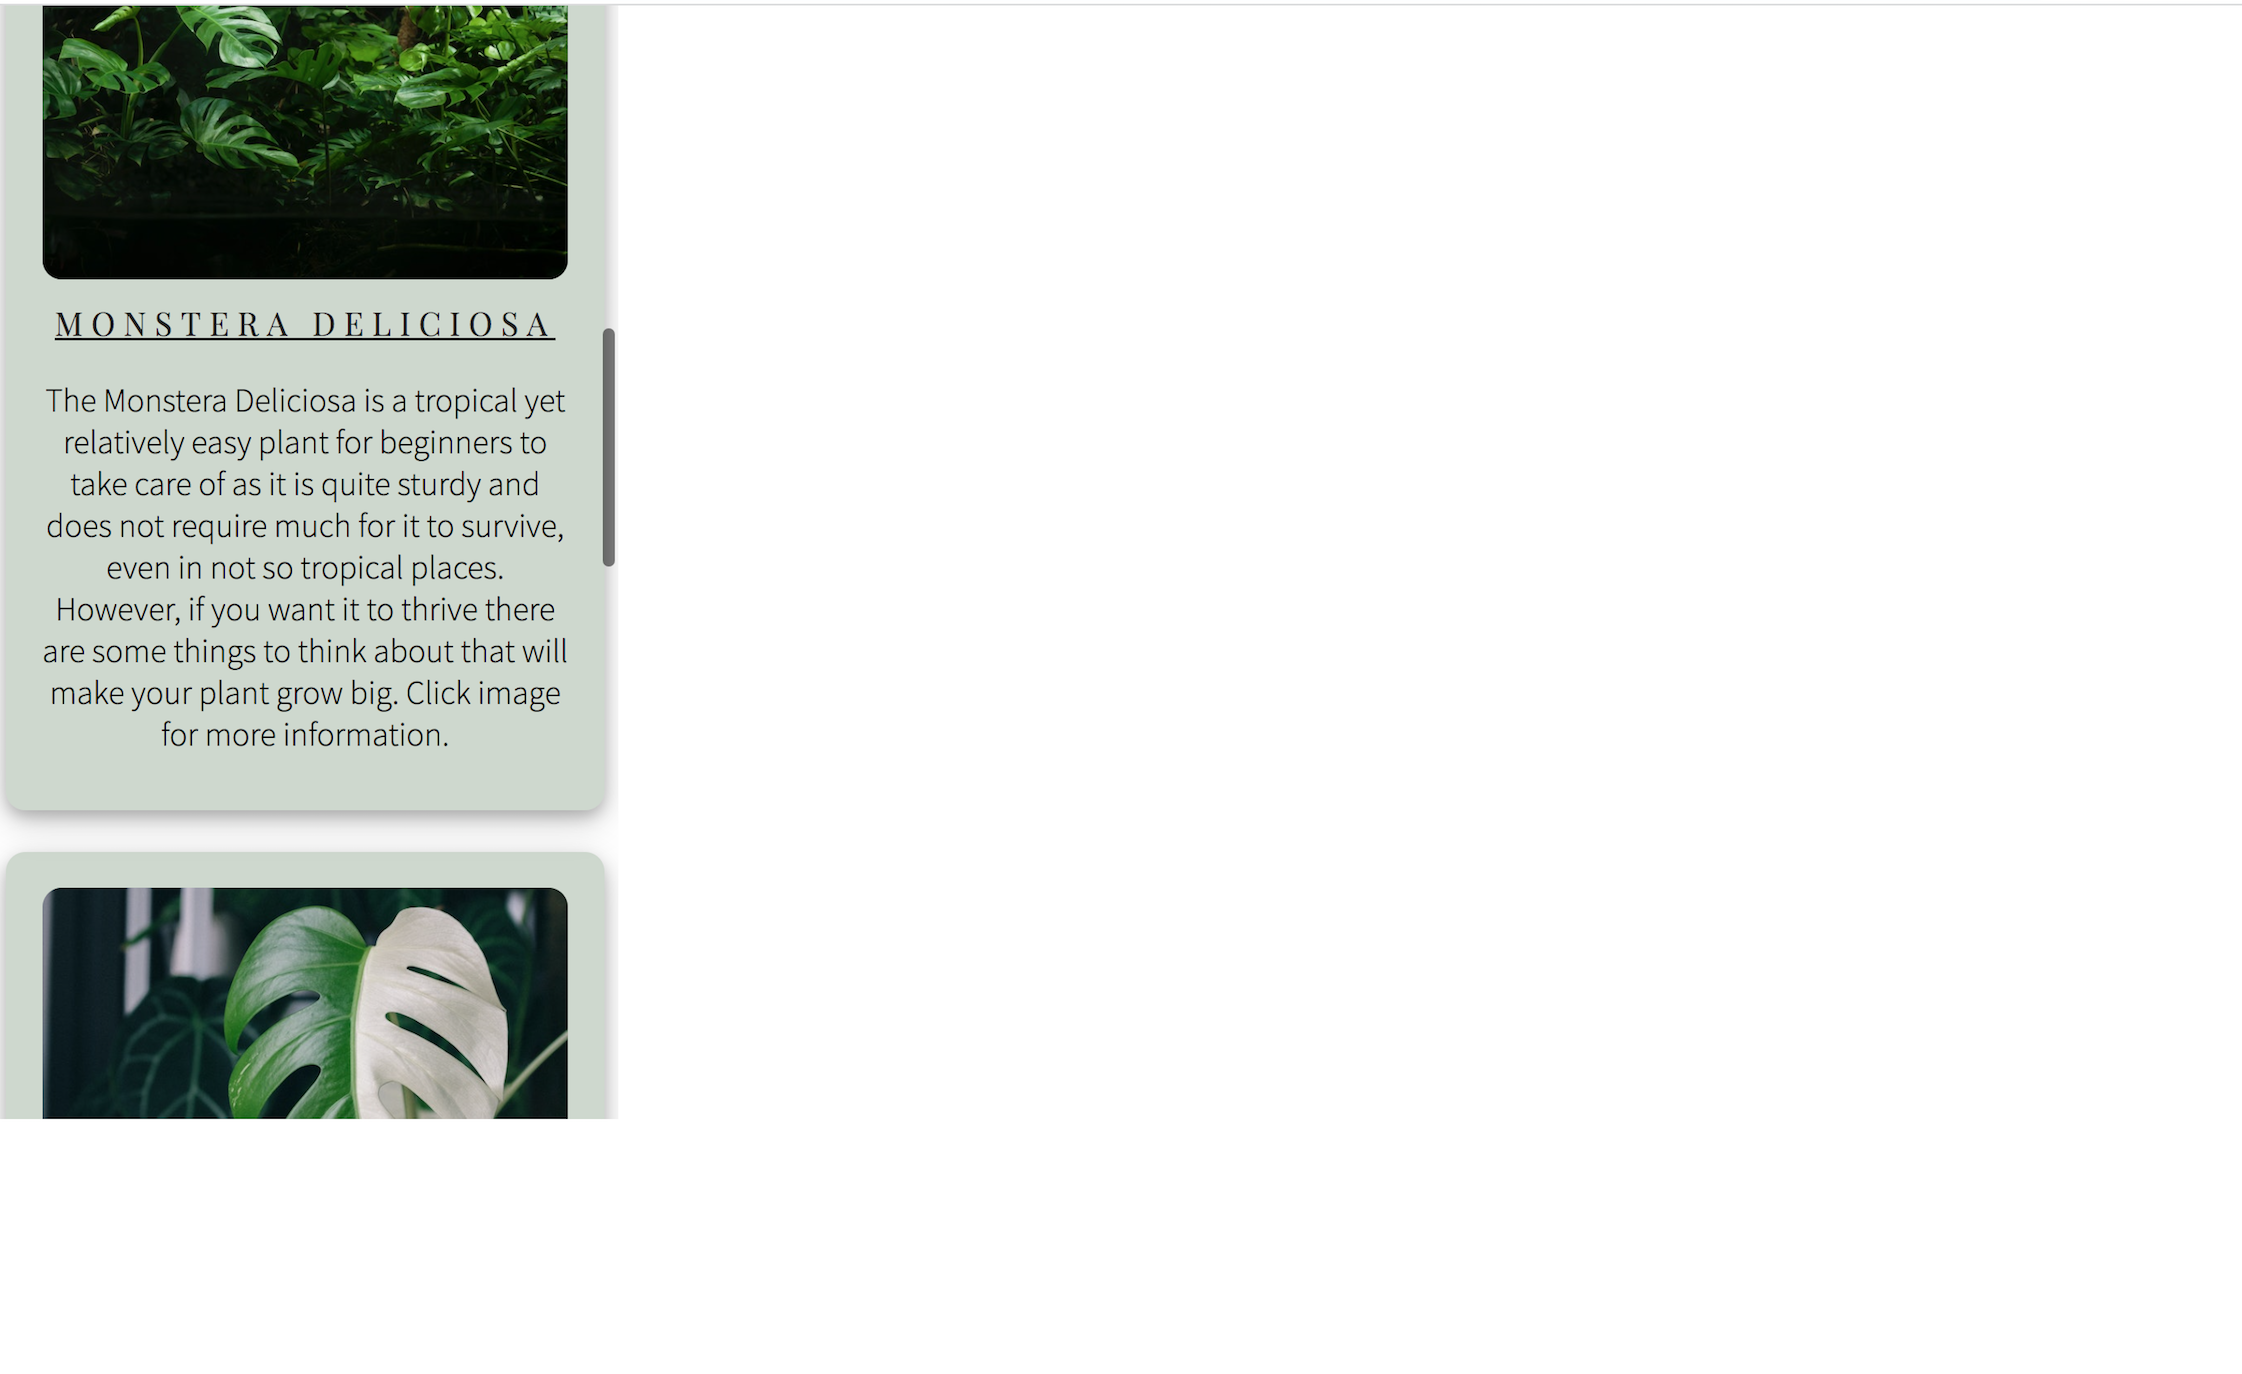 MONSTERA DELICIOSA
The Monstera Deliciosa is a tropical yet
relatively easy plant for beginners to
take care of as it is quite sturdy and
does not require much for it to survive,
even in not so tropical places.
However, if you want it to thrive there
are some things to think about that will
make your plant grow big. Click image
for more information.